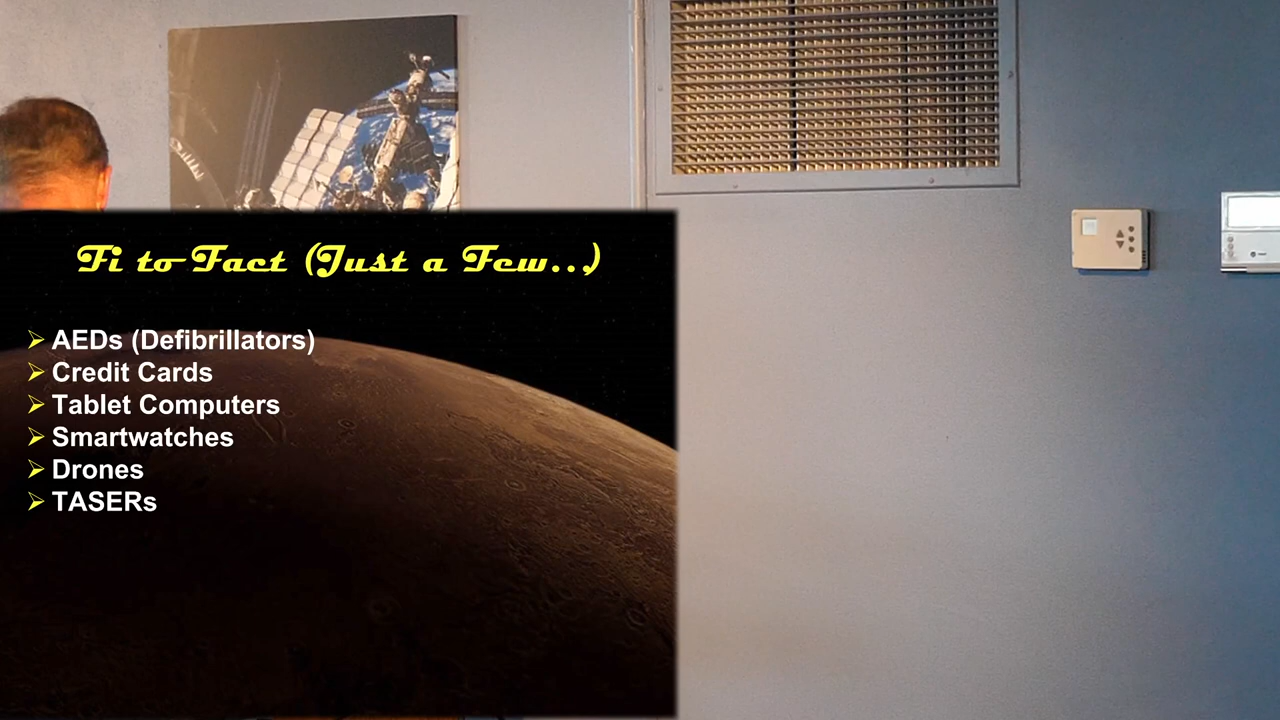 Fi to Fact (Just a Few...)
AEDs (Defibrillators)
Credit Cards
Tablet Computers
Smartwatches
Drones
TASERs